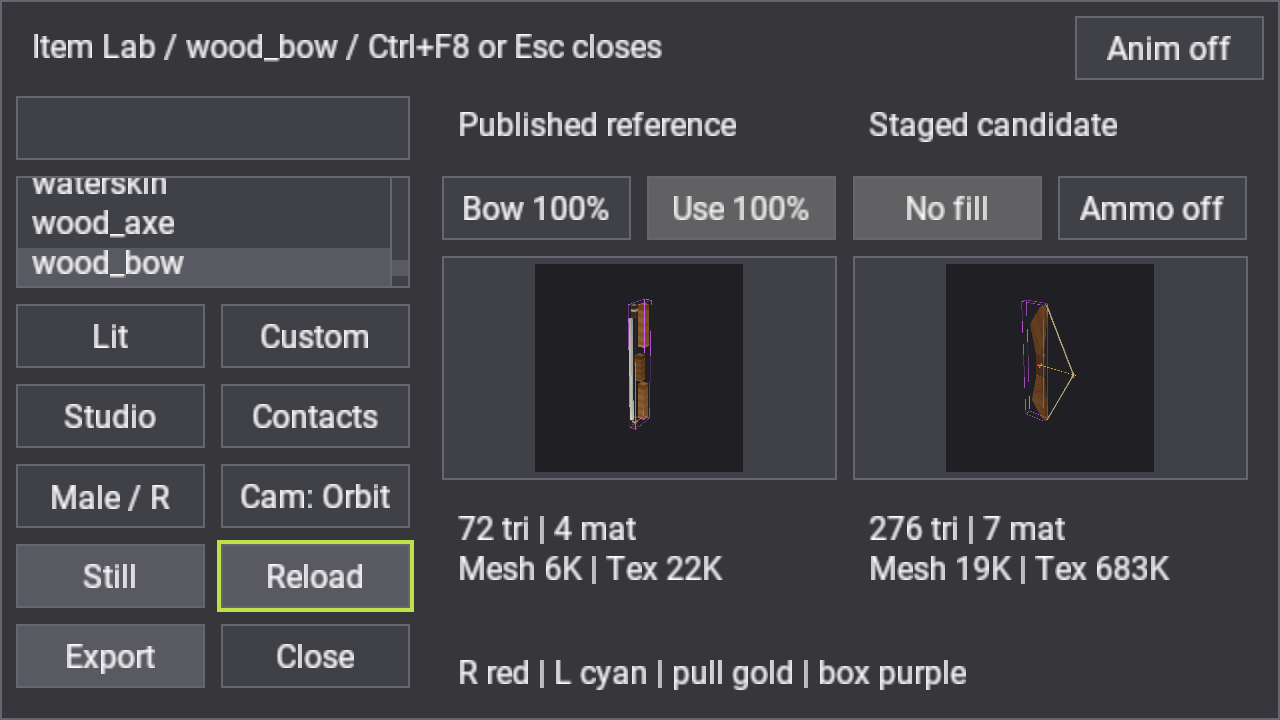 Item Lab / wood_bow / Ctrl+F8 or Esc closes
Anim off
Published reference
Staged candidate
waterskin
wood_axe
wood_bow
Bow 100%
Use 100%
No fill
Ammo off
Lit
Custom
Studio
Contacts
Male / R
Cam: Orbit
Still
Reload
Export
Close
72 tri | 4 mat
Mesh 6K | Tex 22K
276 tri | 7 mat
Mesh 19K | Tex 683K
R red | L cyan | pull gold | box purple